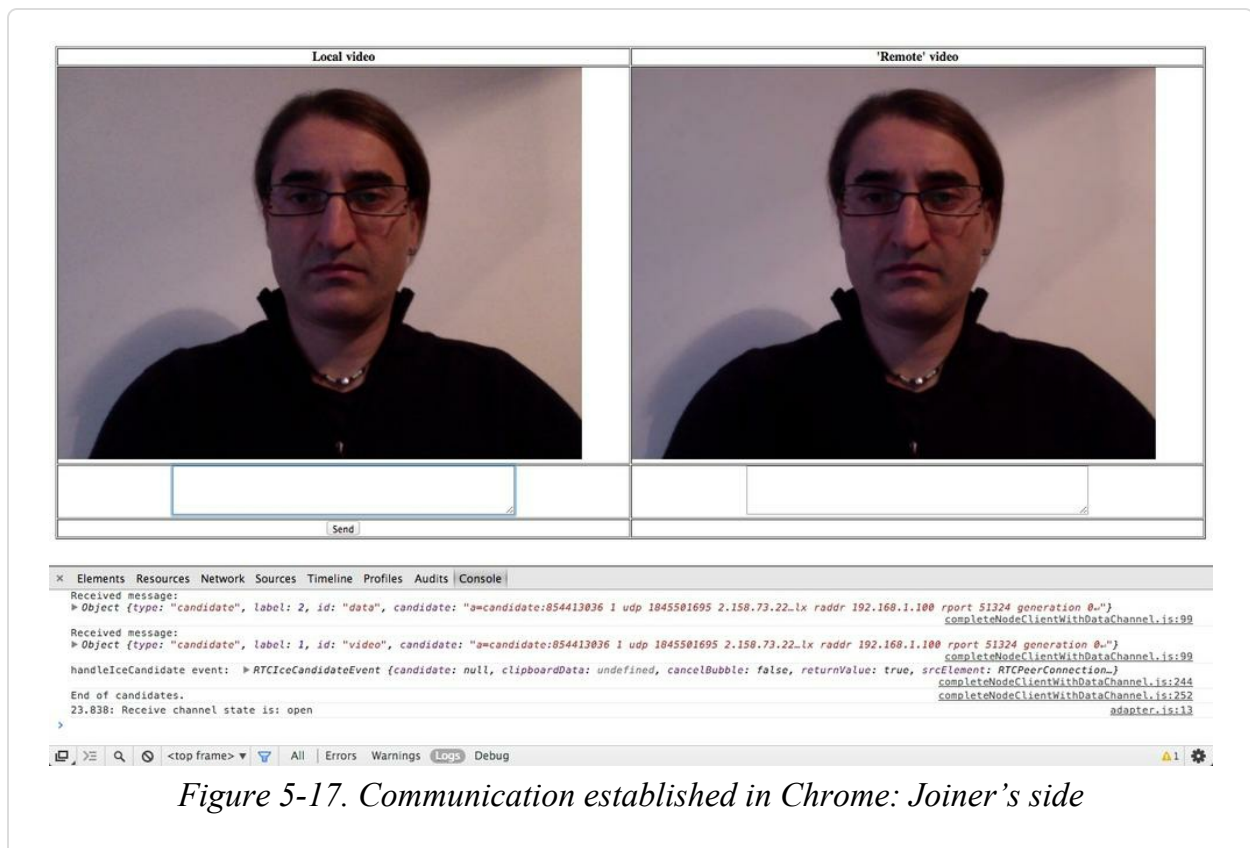 Local video
'Remote' video
Send
× Elements Resources Network Sources Timeline Profiles Audits Console
Received message:
▶ Object {type: "candidate", label: 2, id: "data", candidate: "a=candidate:854413036 1 udp 1845501695 2.158.73.22…lx raddr 192.168.1.100 rport 51324 generation 0↵"}
completeNodeClientWithDataChannel.js:99
Received message:
▶ Object {type: "candidate", label: 1, id: "video", candidate: "a=candidate:854413036 1 udp 1845501695 2.158.73.22…lx raddr 192.168.1.100 rport 51324 generation 0↵"}
completeNodeClientWithDataChannel.js:99
handleIceCandidate event: ▶ RTCIceCandidateEvent {candidate: null, clipboardData: undefined, cancelBubble: false, returnValue: true, srcElement: RTCPeerConnection…}
completeNodeClientWithDataChannel.js:244
End of candidates. completeNodeClientWithDataChannel.js:252
23.838: Receive channel state is: open adapter.js:13
>
<top frame> ▼ All | Errors Warnings Logs Debug 1
Figure 5-17. Communication established in Chrome: Joiner’s side